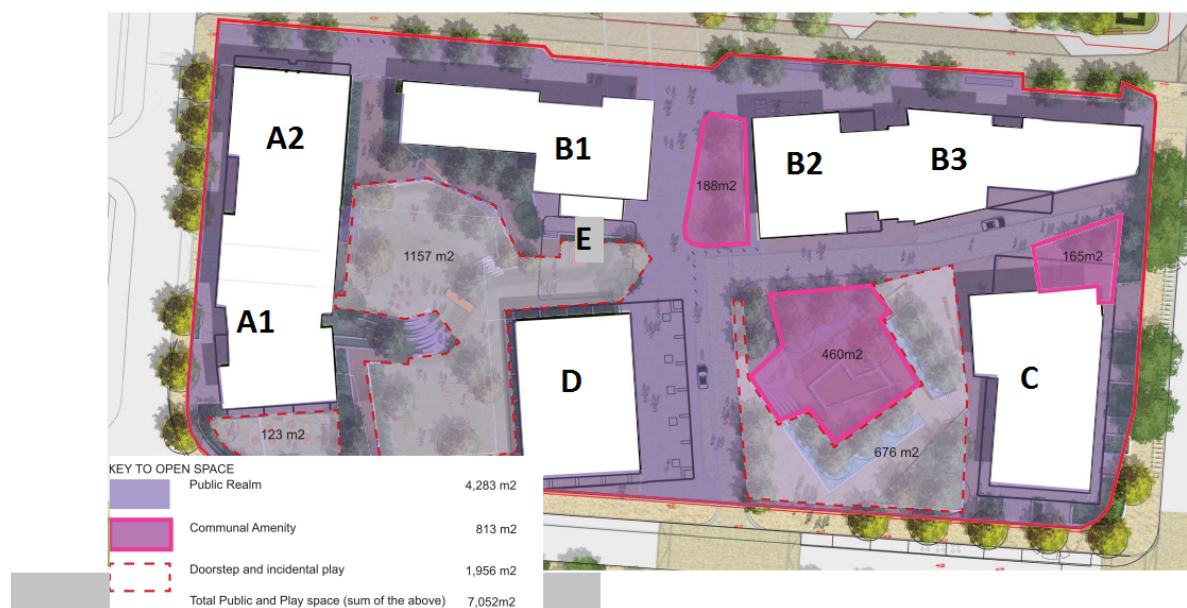 A2
B1
B2
B3
188m2
E
165m2
1157 m2
A1
460m2
D
C
123 m2
676 m2
KEY TO OPEN SPACE
Public Realm 4,283 m2
Communal Amenity 813 m2
Doorstep and incidental play 1,956 m2
Total Public and Play space (sum of the above) 7,052m2